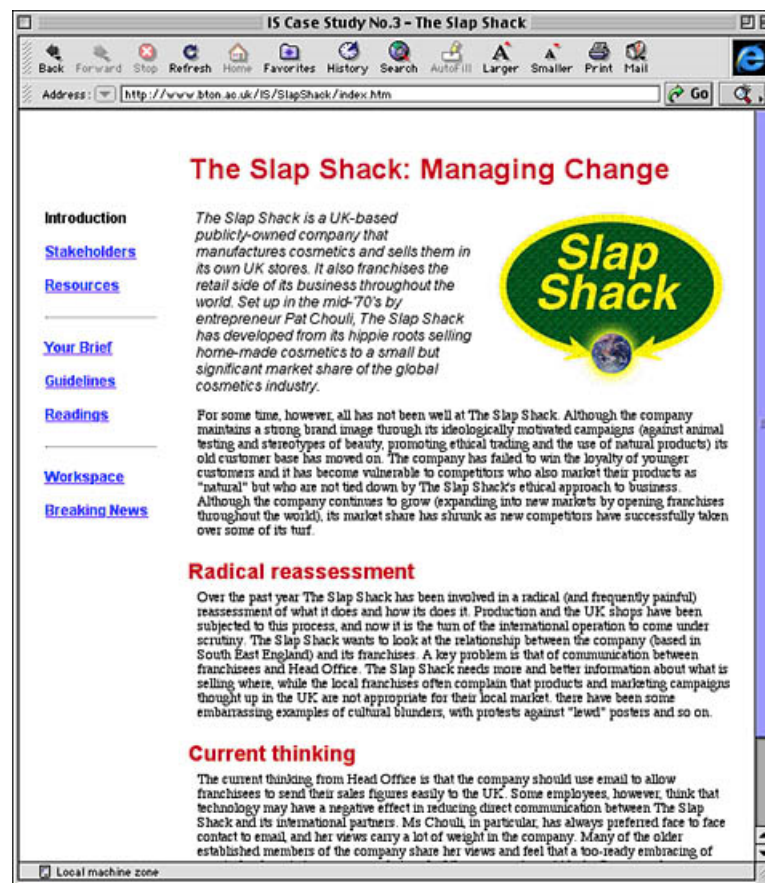 IS Case Study No.3 - The Slap Shack
Back Forward Stop Refresh Home Favorites History Search AutoFill Larger Smaller Print Mail
Address: http://www.bton.ac.uk/IS/SlapShack/index.htm Go
The Slap Shack: Managing Change
Introduction
Stakeholders
Resources
Your Brief
Guidelines
Readings
Workspace
Breaking News
The Slap Shack is a UK-based
publicly-owned company that
manufactures cosmetics and sells them in
its own UK stores. It also franchises the
retail side of its business throughout the
world. Set up in the mid-'70's by
entrepreneur Pat Chouli, The Slap Shack
has developed from its hippie roots selling
home-made cosmetics to a small but
significant market share of the global
cosmetics industry.
Slap
Shack
For some time, however, all has not been well at The Slap Shack. Although the company
maintains a strong brand image through its ideologically motivated campaigns (against animal
testing and stereotypes of beauty, promoting ethical trading and the use of natural products) its
old customer base has moved on. The company has failed to win the loyalty of younger
customers and it has become vulnerable to competitors who also market their products as
"natural" but who are not tied down by The Slap Shack's ethical approach to business.
Although the company continues to grow (expanding into new markets by opening franchises
throughout the world), its market share has shrunk as new competitors have successfully taken
over some of its turf.
Radical reassessment
Over the past year The Slap Shack has been involved in a radical (and frequently painful)
reassessment of what it does and how its does it. Production and the UK shops have been
subjected to this process, and now it is the turn of the international operation to come under
scrutiny. The Slap Shack wants to look at the relationship between the company (based in
South East England) and its franchises. A key problem is that of communication between
franchisees and Head Office. The Slap Shack needs more and better information about what is
selling where, while the local franchises often complain that products and marketing campaigns
thought up in the UK are not appropriate for their local market. there have been some
embarrassing examples of cultural blunders, with protests against "lewd" posters and so on.
Current thinking
The current thinking from Head Office is that the company should use email to allow
franchisees to send their sales figures easily to the UK. Some employees, however, think that
technology may have a negative effect in reducing direct communication between The Slap
Shack and its international partners. Ms Chouli, in particular, has always preferred face to face
contact to email, and her views carry a lot of weight in the company. Many of the older
established members of the company share her views and feel that a too-ready embracing of
Local machine zone